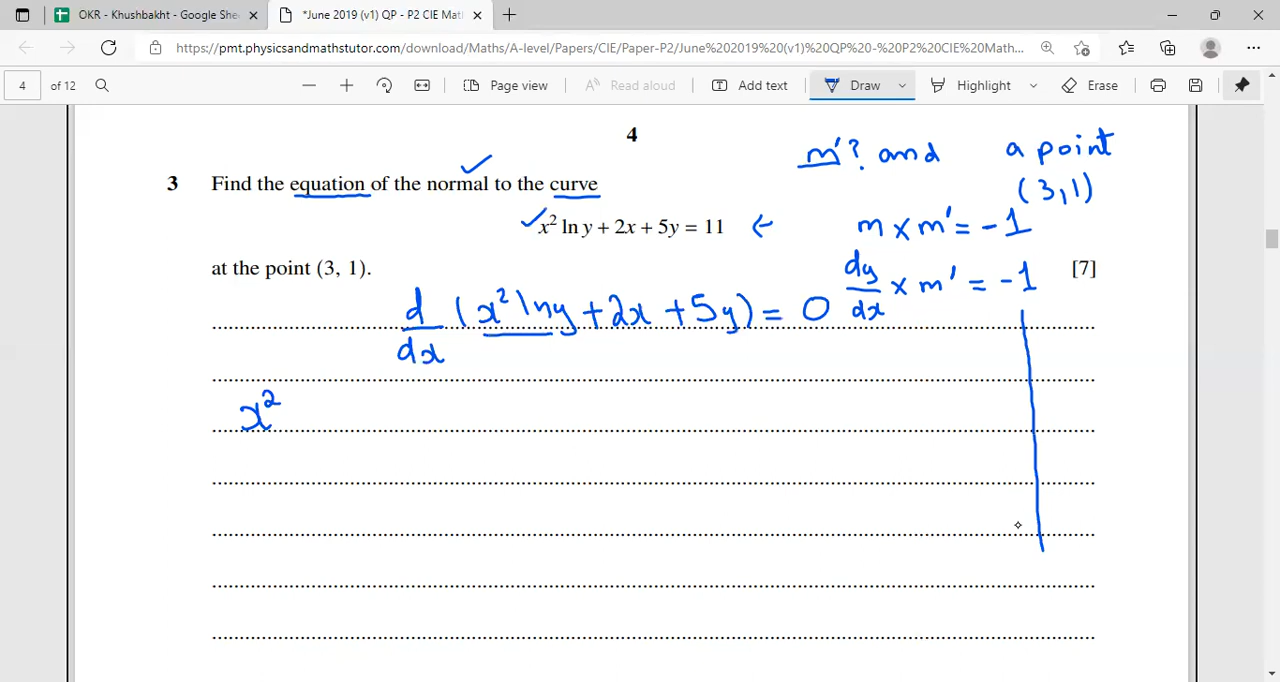 OKR - Khushbakht - Google Shee
*June 2019 (v1) QP - P2 CIE Mati
https://pmt.physicsandmathstutor.com/download/Maths/A-level/Papers/CIE/Paper-P2/June%202019%20(v1)%20QP%20-%20P2%20CIE%20Math...
4 of 12
Page view
Read aloud
Add text
Draw
Highlight
Erase
4
m'? and a point
(3,1)
3 Find the equation of the normal to the curve
x² ln y + 2x + 5y = 11 ←
m × m' = -1
at the point (3, 1). [7]
dy/dx × m' = -1
d/dx (x² lny + 2x + 5y) = 0
x²